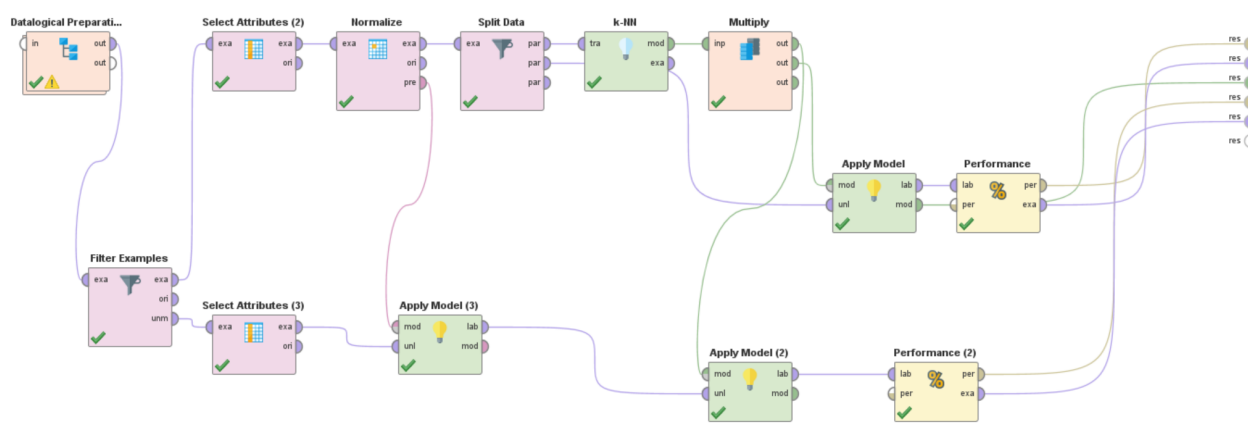 Datalogical Preparati...
in
out
out
Select Attributes (2)
exa
exa
ori
Normalize
exa
exa
ori
pre
Split Data
exa
par
par
par
k-NN
tra
mod
exa
Multiply
inp
out
out
out
res
res
res
res
res
res
Apply Model
mod
lab
unl
mod
Performance
lab
per
per
exa
Filter Examples
exa
exa
ori
unm
Select Attributes (3)
exa
exa
ori
Apply Model (3)
mod
lab
unl
mod
Apply Model (2)
mod
lab
unl
mod
Performance (2)
lab
per
per
exa